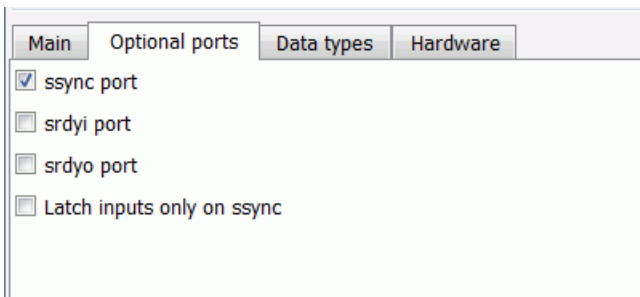 Main Optional ports Data types Hardware
ssync port
srdyi port
srdyo port
Latch inputs only on ssync